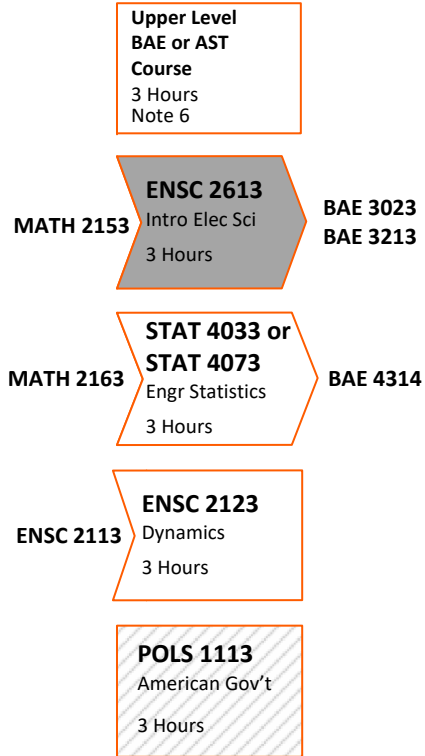 Upper Level
BAE or AST
Course
3 Hours
Note 6
MATH 2153
ENSC 2613
Intro Elec Sci
3 Hours
BAE 3023
BAE 3213
MATH 2163
STAT 4033 or
STAT 4073
Engr Statistics
3 Hours
BAE 4314
ENSC 2113
ENSC 2123
Dynamics
3 Hours
POLS 1113
American Gov’t
3 Hours